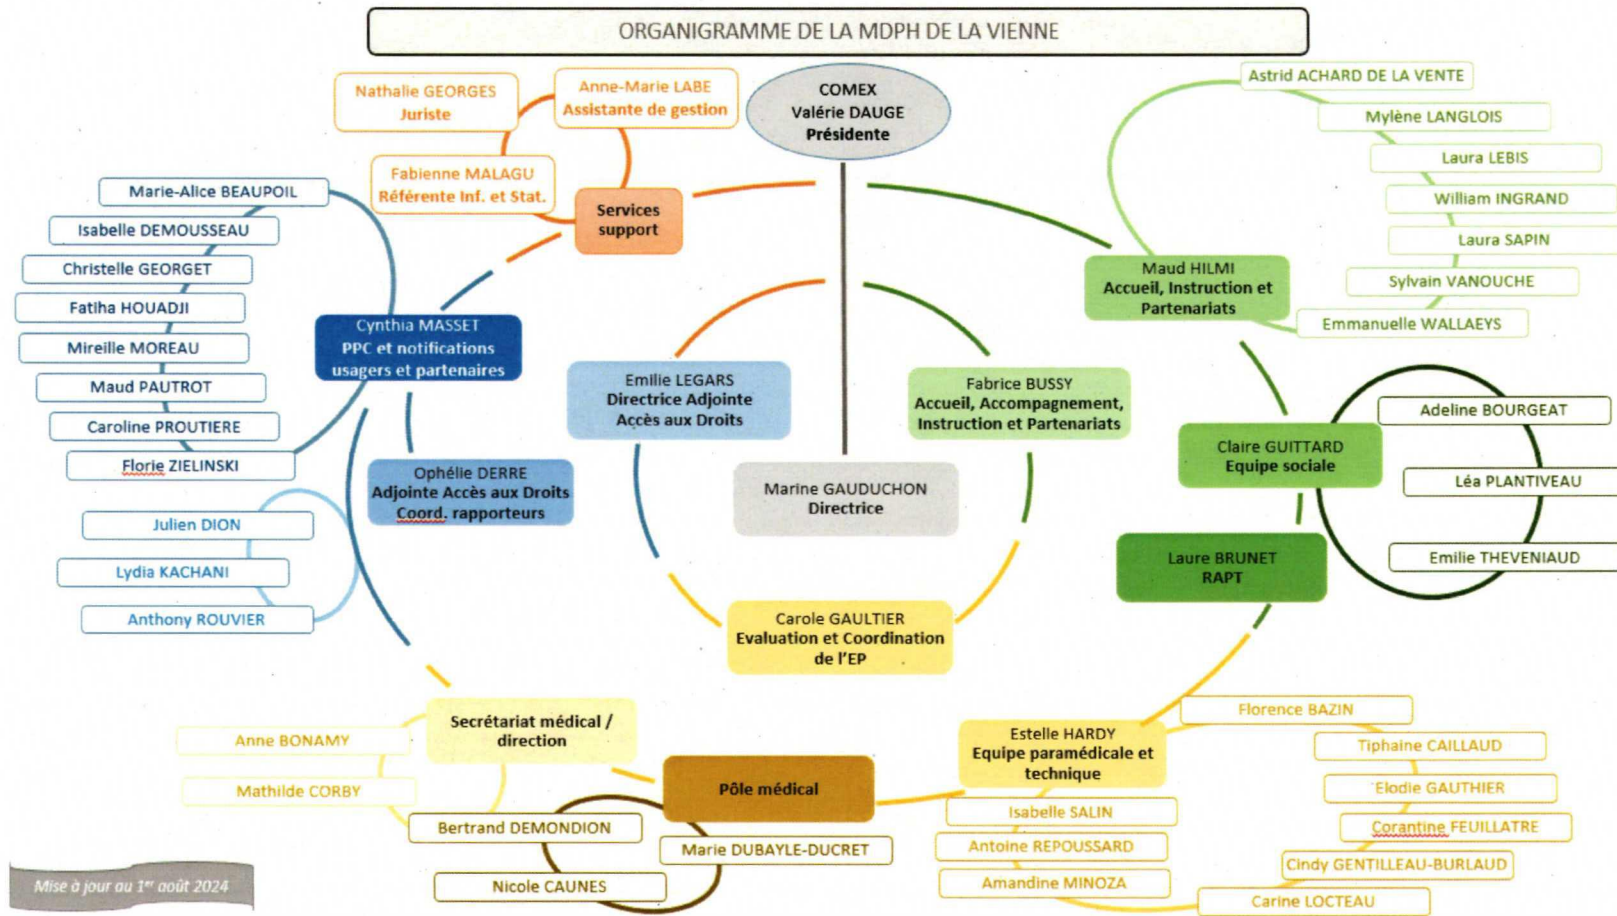 ORGANIGRAMME DE LA MDPH DE LA VIENNE
COMEX
Valérie DAUGE
Présidente
Nathalie GEORGES
Juriste
Anne-Marie LABE
Assistante de gestion
Fabienne MALAGU
Référente Inf. et Stat.
Services
support
Astrid ACHARD DE LA VENTE
Mylène LANGLOIS
Laura LEBIS
William INGRAND
Laura SAPIN
Sylvain VANOUCHE
Emmanuelle WALLAEYS
Maud HILMI
Accueil, Instruction et
Partenariats
Marie-Alice BEAUPOIL
Isabelle DEMOUSSEAU
Christelle GEORGET
Fatiha HOUADJI
Mireille MOREAU
Maud PAUTROT
Caroline PROUTIERE
Florie ZIELINSKI
Cynthia MASSET
PPC et notifications
usagers et partenaires
Emilie LEGARS
Directrice Adjointe
Accès aux Droits
Fabrice BUSSY
Accueil, Accompagnement,
Instruction et Partenariats
Claire GUITTARD
Equipe sociale
Adeline BOURGEAT
Léa PLANTIVEAU
Emilie THEVENIAUD
Ophélie DERRE
Adjointe Accès aux Droits
Coord. rapporteurs
Marine GAUDUCHON
Directrice
Laure BRUNET
RAPT
Julien DION
Lydia KACHANI
Anthony ROUVIER
Carole GAULTIER
Evaluation et Coordination
de l'EP
Secrétariat médical /
direction
Anne BONAMY
Mathilde CORBY
Pôle médical
Bertrand DEMONDION
Marie DUBAYLE-DUCRET
Nicole CAUNES
Estelle HARDY
Equipe paramédicale et
technique
Florence BAZIN
Tiphaine CAILLAUD
Elodie GAUTHIER
Corantine FEUILLATRE
Cindy GENTILLEAU-BURLAUD
Carine LOCTEAU
Isabelle SALIN
Antoine REPOUSSARD
Amandine MINOZA
Mise à jour au 1er août 2024